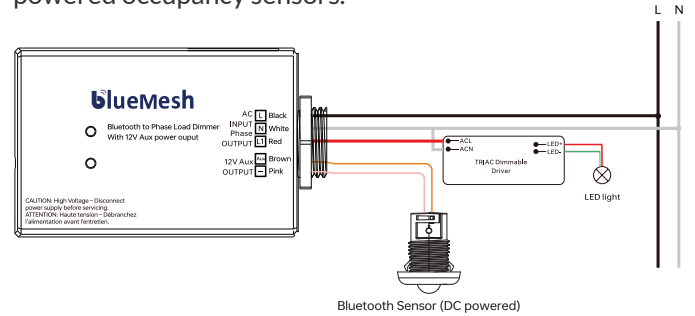 powered occupancy sensors.
L N
blueMesh
Bluetooth to Phase Load Dimmer
With 12V Aux power ouput
AC L Black
INPUT N White
Phase
OUTPUT L1 Red
12V Aux Aux Brown
OUTPUT – Pink
CAUTION: High Voltage – Disconnect
power supply before servicing.
ATTENTION: Haute tension – Débranchez
l'alimentation avant l'entretien.
ACL
ACN
LED+
LED-
TRIAC Dimmable
Driver
LED light
Bluetooth Sensor (DC powered)